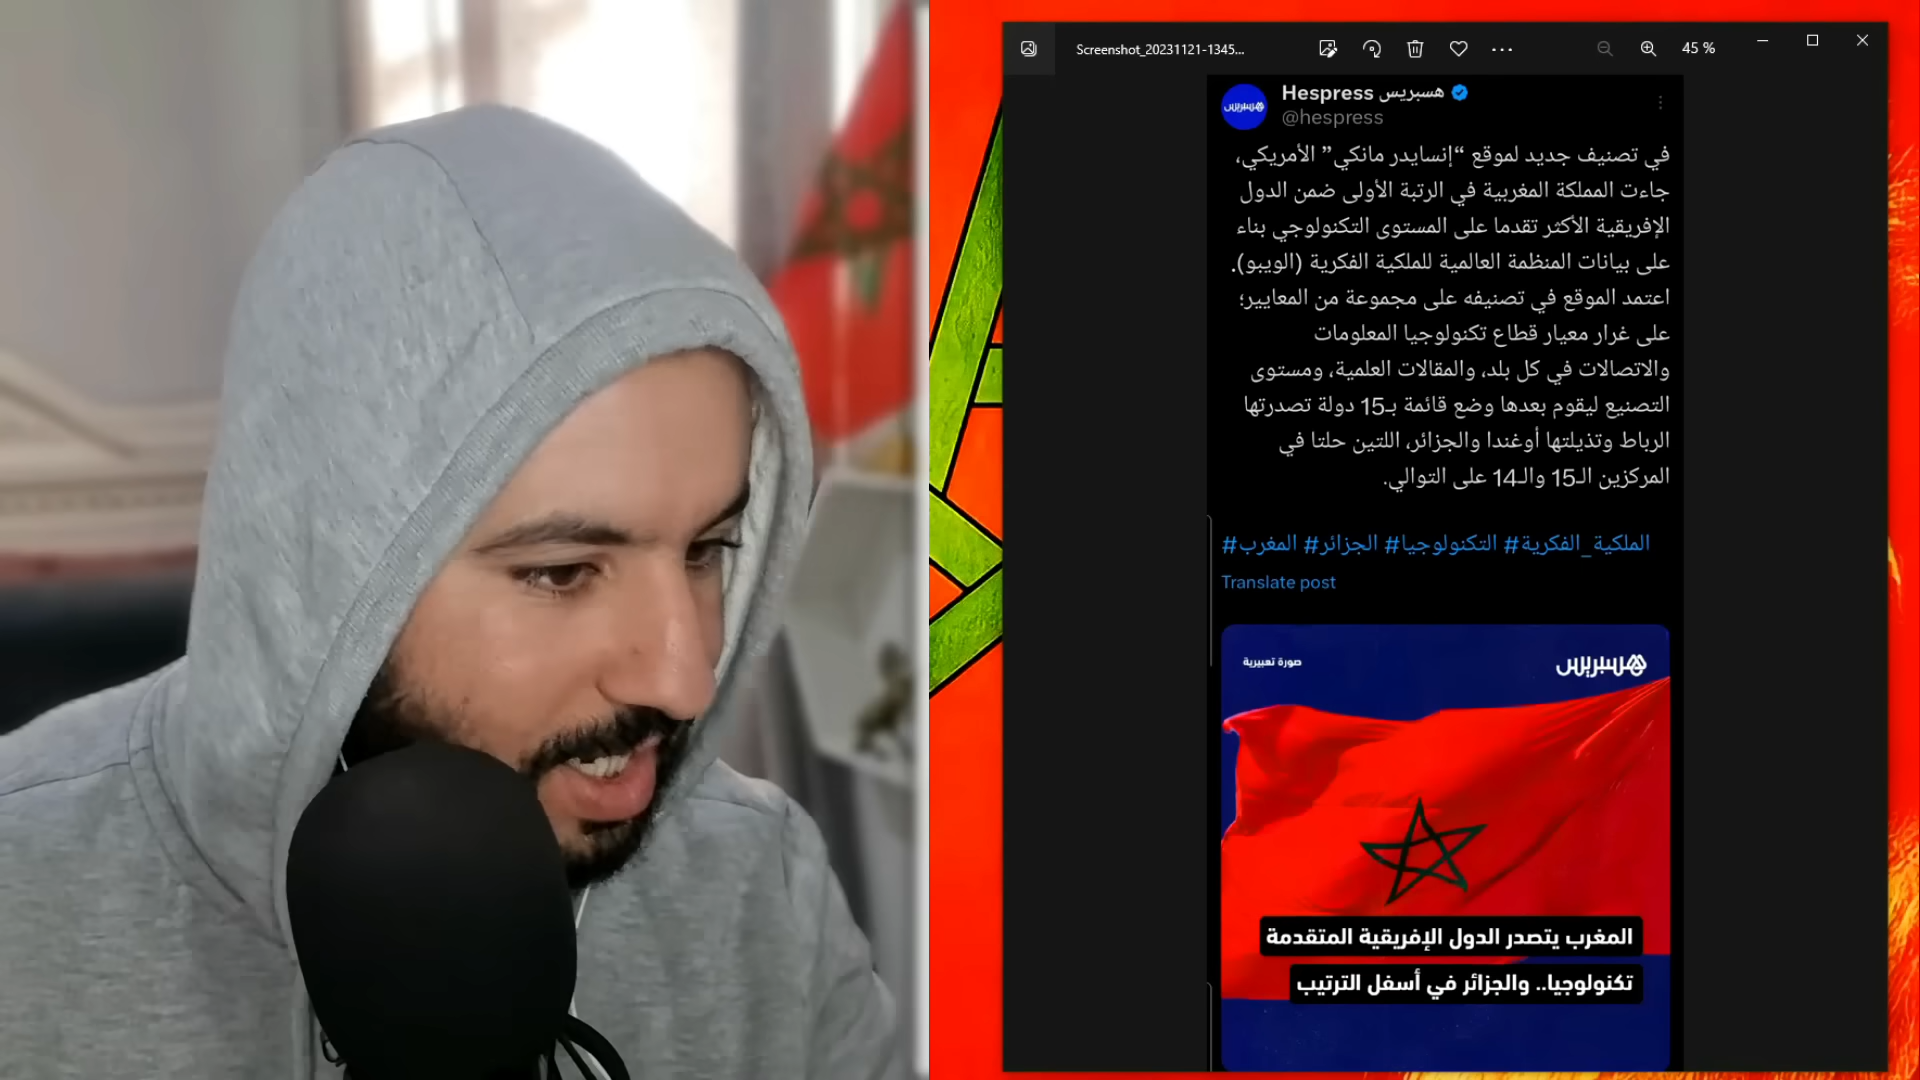 Screenshot_20231121-1345...
45 %
Hespress هسبريس
@hespress
هسبريس
في تصنيف جديد لموقع “إنسايدر مانكي” الأمريكي،
جاءت المملكة المغربية في الرتبة الأولى ضمن الدول
الإفريقية الأكثر تقدما على المستوى التكنولوجي بناء
على بيانات المنظمة العالمية للملكية الفكرية (الويبو).
اعتمد الموقع في تصنيفه على مجموعة من المعايير؛
على غرار معيار قطاع تكنولوجيا المعلومات
والاتصالات في كل بلد، والمقالات العلمية، ومستوى
التصنيع ليقوم بعدها وضع قائمة بـ15 دولة تصدرتها
الرباط وتذيلتها أوغندا والجزائر، اللتين حلتا في
المركزين الـ15 والـ14 على التوالي.
#المغرب #الجزائر #التكنولوجيا #الملكية_الفكرية
Translate post
صورة تعبيرية
هسبريس
المغرب يتصدر الدول الإفريقية المتقدمة
تكنولوجيا.. والجزائر في أسفل الترتيب